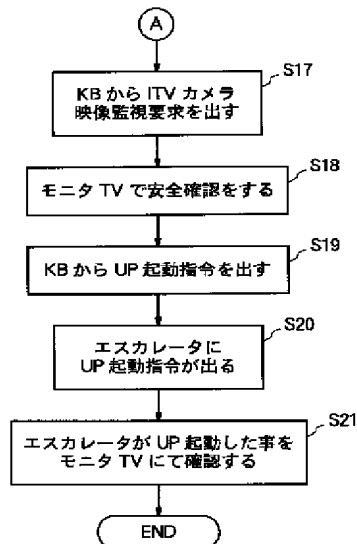 A
S17
KB から ITV カメラ
映像監視要求を出す
S18
モニタ TV で安全確認をする
S19
KB から UP 起動指令を出す
S20
エスカレータに
UP 起動指令が出る
S21
エスカレータが UP 起動した事を
モニタ TV にて確認する
END